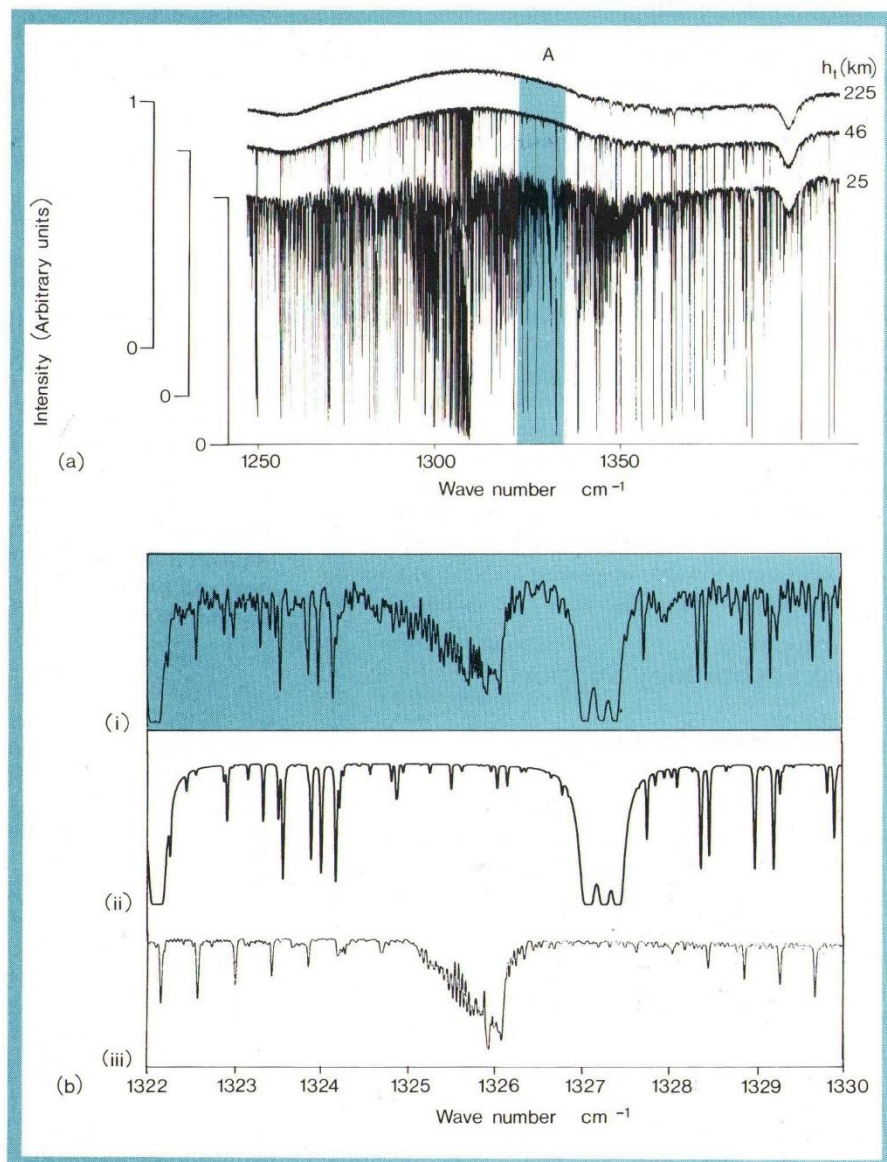 A
hₜ(km)
225
46
25
1
0
0
0
Intensity (Arbitrary units)
1250 1300 1350
Wave number cm⁻¹
(a)
(i)
(ii)
(iii)
(b)
1322 1323 1324 1325 1326 1327 1328 1329 1330
Wave number cm⁻¹